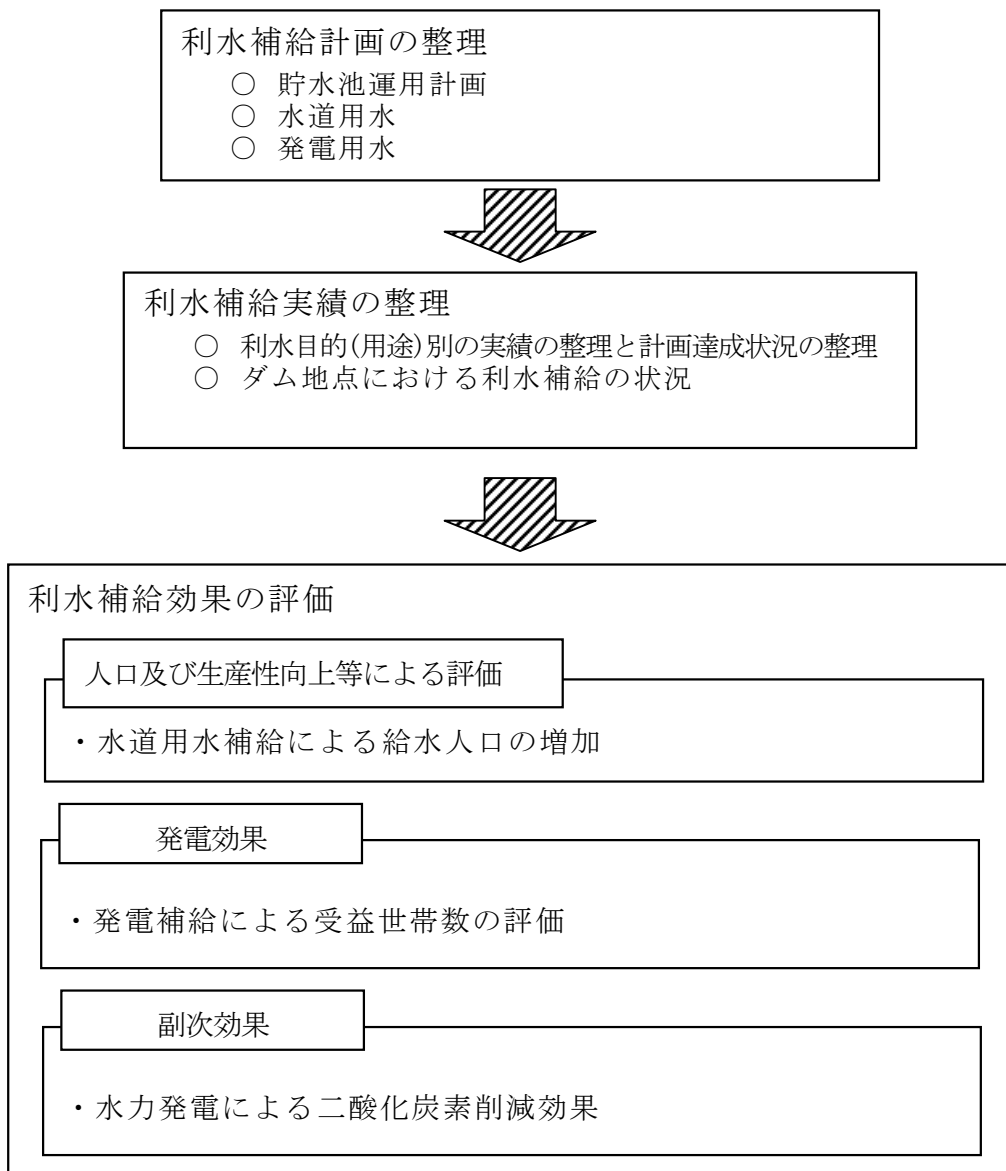 利水補給計画の整理
○ 貯水池運用計画
○ 水道用水
○ 発電用水
利水補給実績の整理
○ 利水目的(用途)別の実績の整理と計画達成状況の整理
○ ダム地点における利水補給の状況
利水補給効果の評価
人口及び生産性向上等による評価
・水道用水補給による給水人口の増加
発電効果
・発電補給による受益世帯数の評価
副次効果
・水力発電による二酸化炭素削減効果